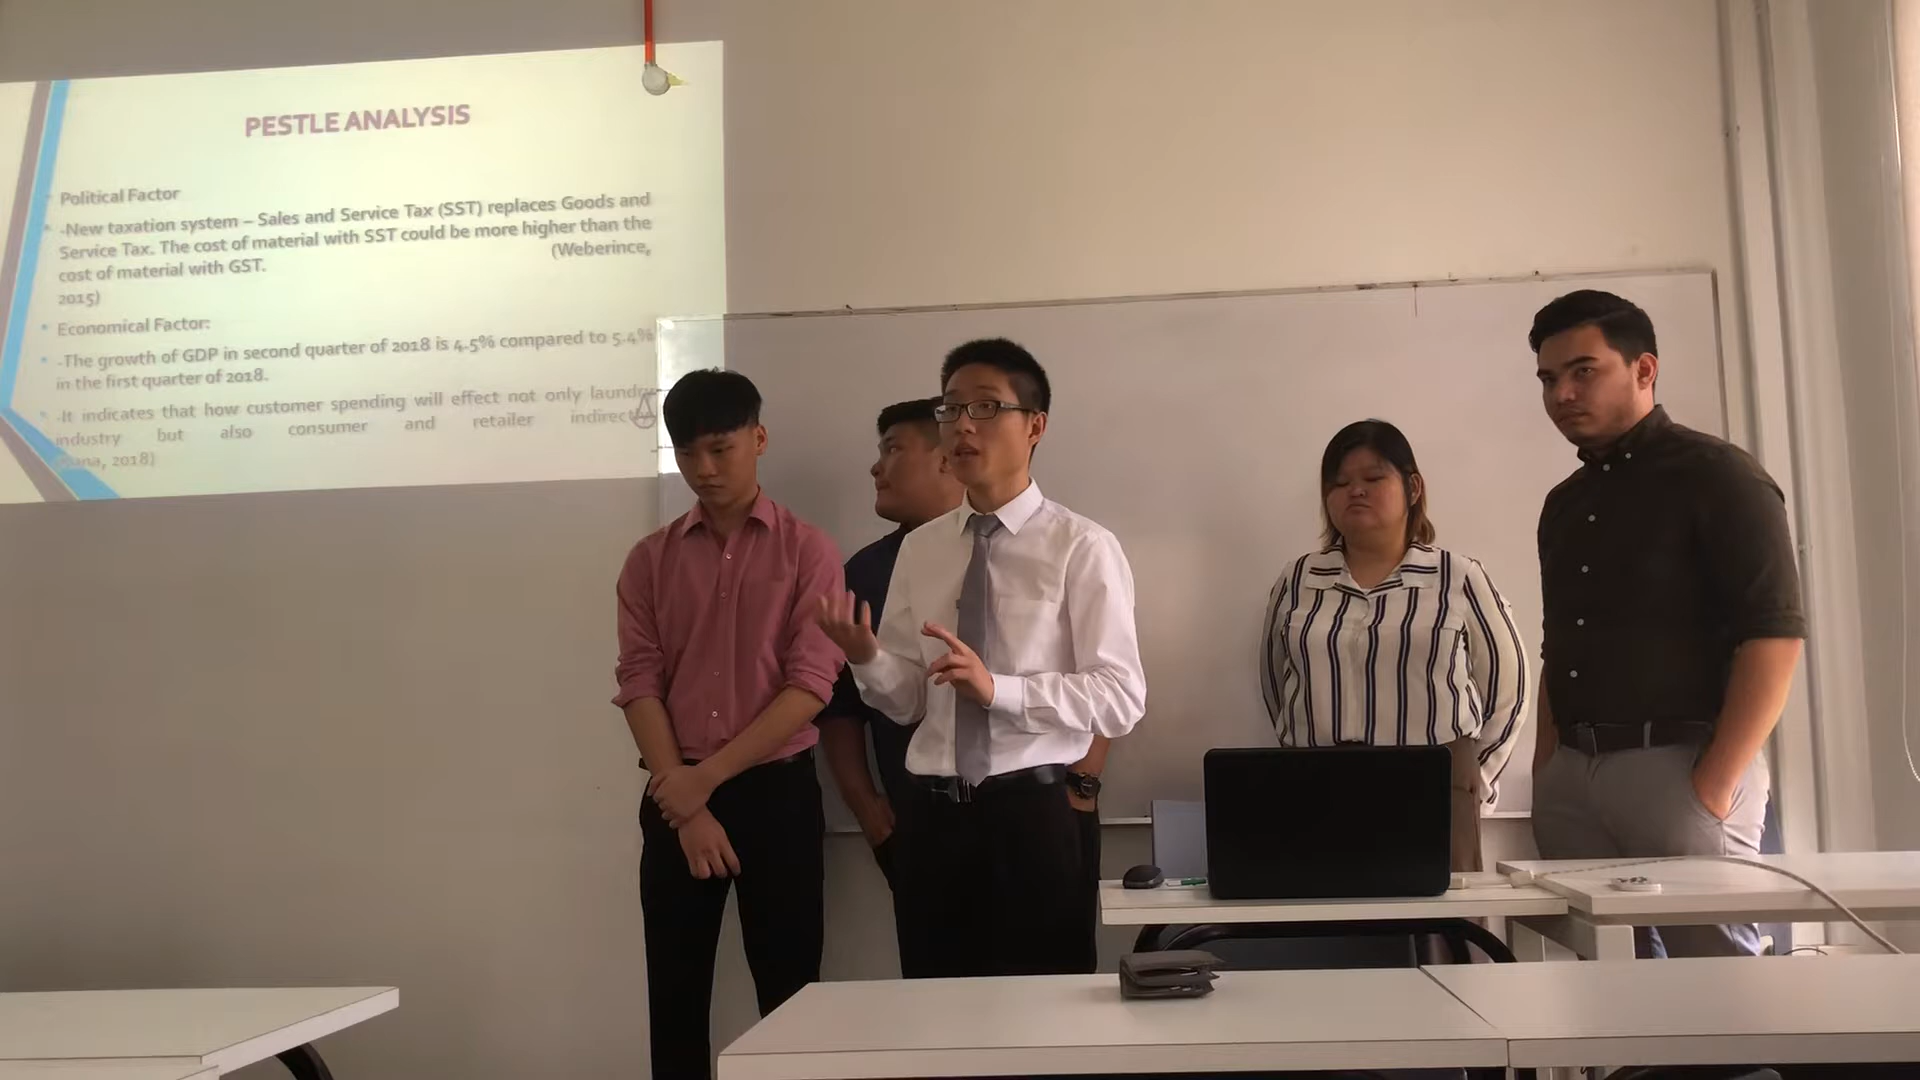 PESTLE ANALYSIS
Political Factor
-New taxation system – Sales and Service Tax (SST) replaces Goods and
Service Tax. The cost of material with SST could be more higher than the
cost of material with GST. (Weberince,
2015)
Economical Factor:
-The growth of GDP in second quarter of 2018 is 4.5% compared to 5.4%
in the first quarter of 2018.
-It indicates that how customer spending will effect not only laundry
industry but also consumer and retailer
2018)